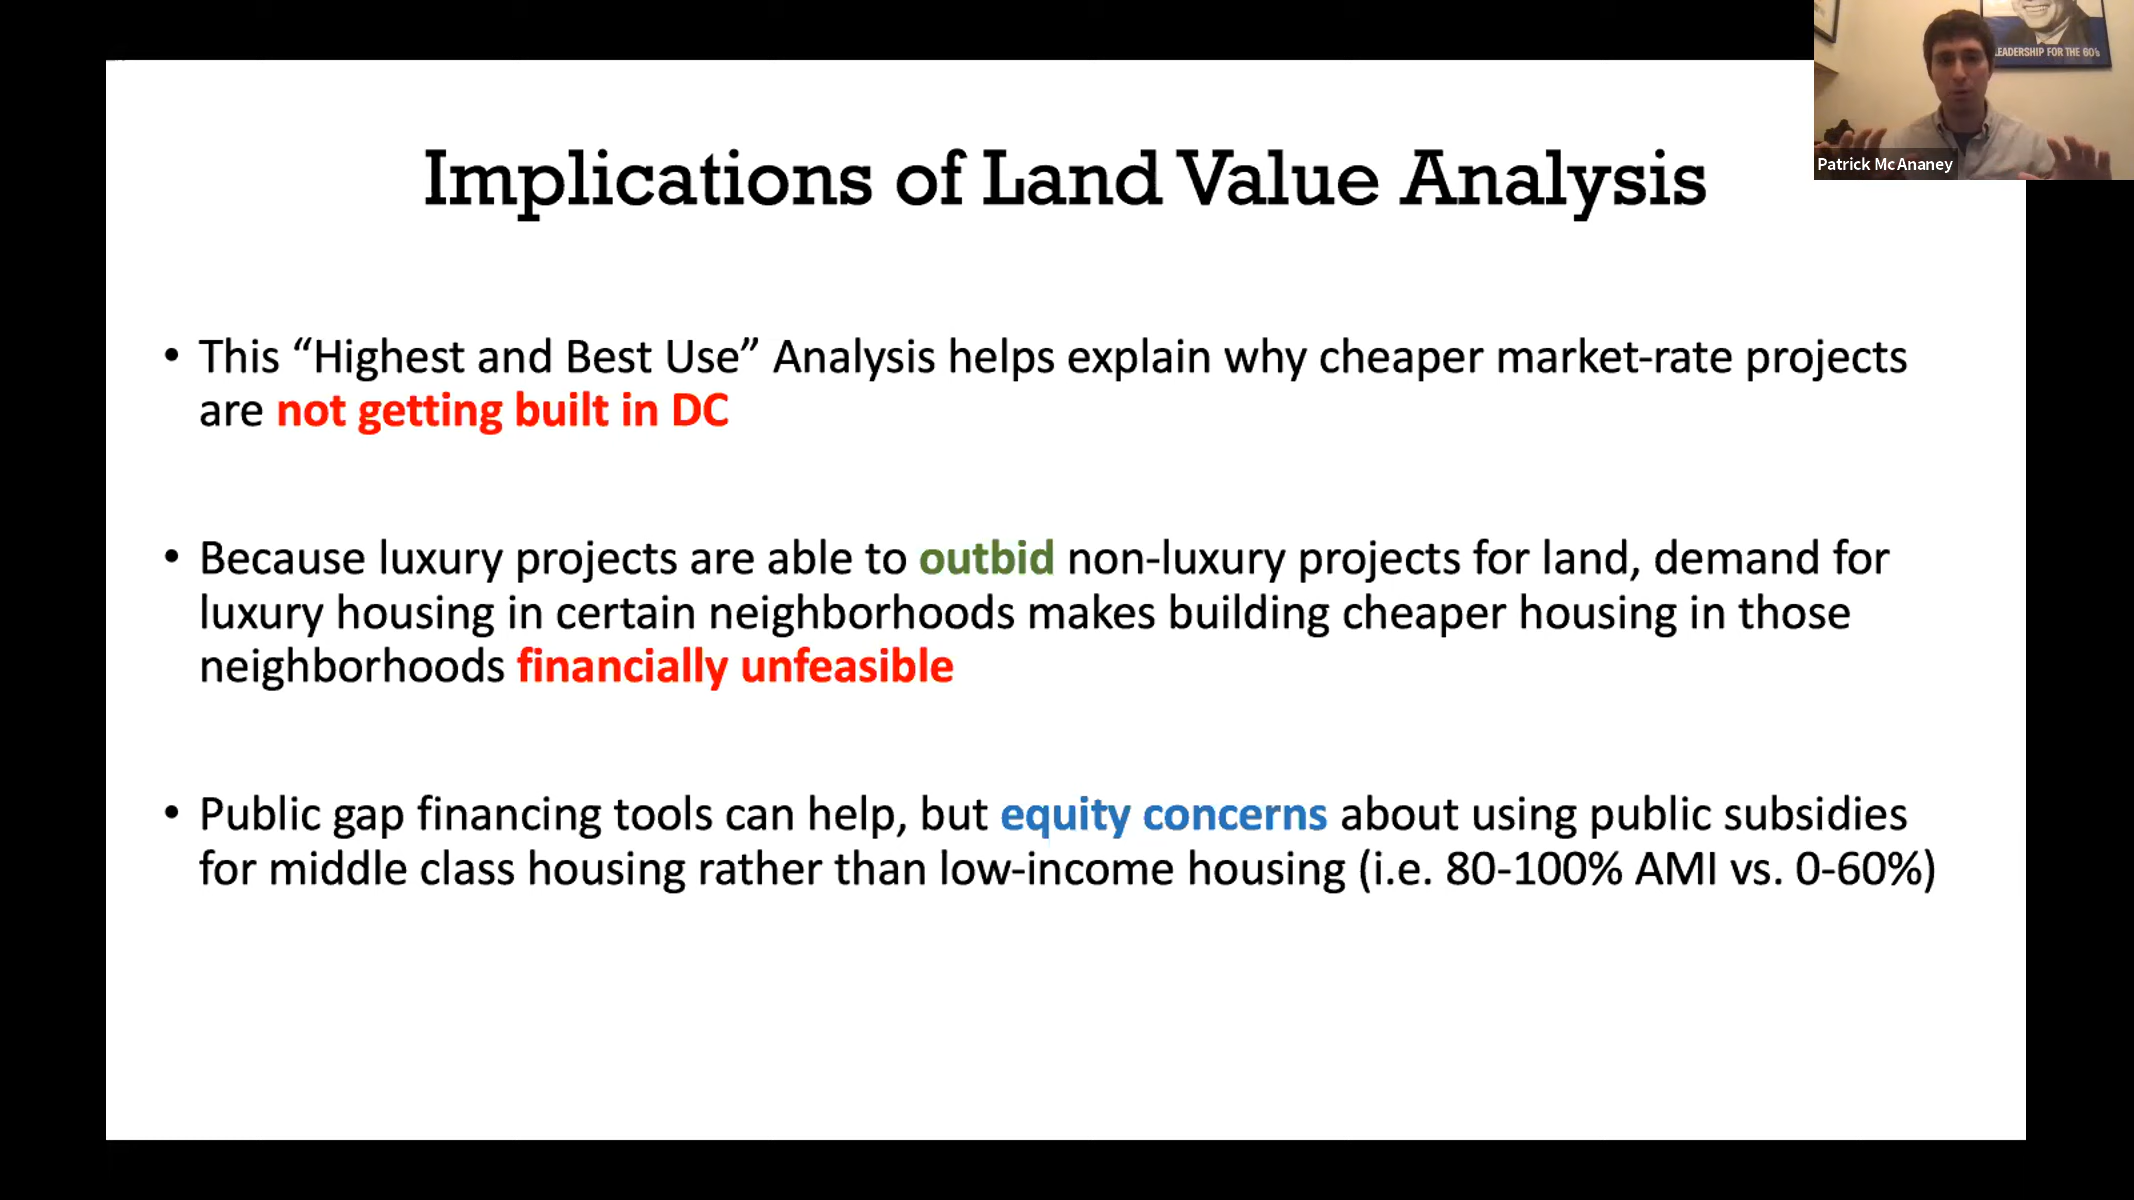 LEADERSHIP FOR THE 60's
Patrick McAnaney
Implications of Land Value Analysis
• This “Highest and Best Use” Analysis helps explain why cheaper market-rate projects
are not getting built in DC
• Because luxury projects are able to outbid non-luxury projects for land, demand for
luxury housing in certain neighborhoods makes building cheaper housing in those
neighborhoods financially unfeasible
• Public gap financing tools can help, but equity concerns about using public subsidies
for middle class housing rather than low-income housing (i.e. 80-100% AMI vs. 0-60%)